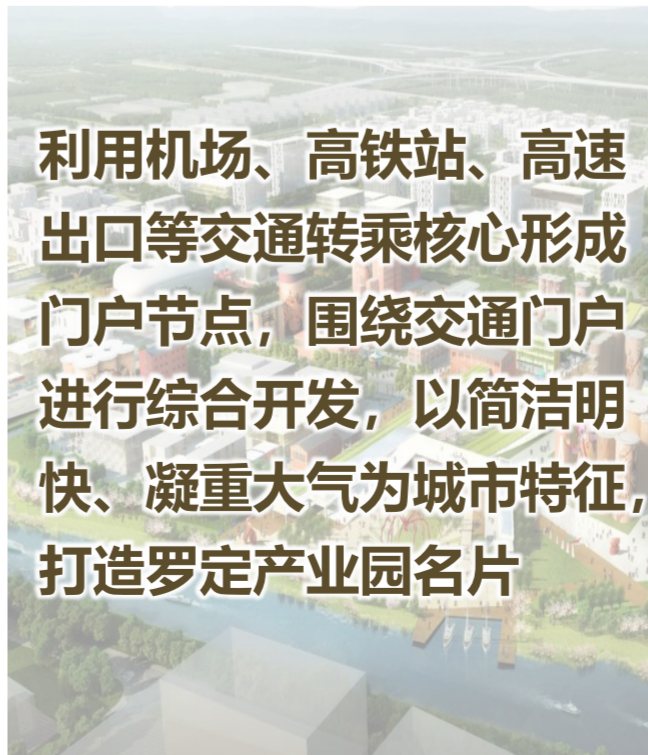 利用机场、高铁站、高速
出口等交通转乘核心形成
门户节点，围绕交通门户
进行综合开发，以简洁明
快、凝重大气为城市特征，
打造罗定产业园名片